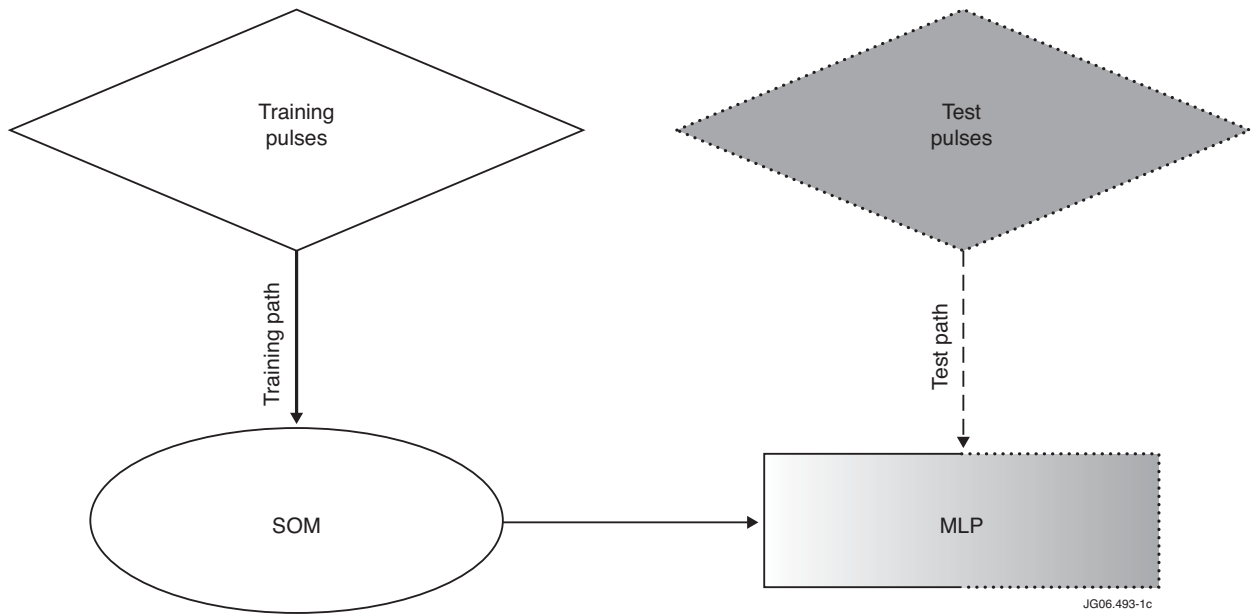 Training
pulses
Test
pulses
Training path
Test path
SOM
MLP
JG06.493-1c